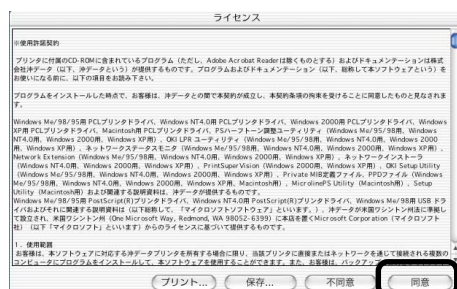 ライセンス
※使用許諾契約
プリンタに付属のCD-ROMに含まれているプログラム（ただし、Adobe Acrobat Readerは除くものとする）およびドキュメンテーションは株式
会社沖データ（以下、沖データという）が提供するものです。プログラムおよびドキュメンテーション（以下、総称して本ソフトウェアという）を
お使いになる前に、以下の項目をお読み下さい。
プログラムをインストールした時点で、お客様は、沖データとの間で本契約が成立し、本契約条項の拘束を受けることに同意したものと見なされま
す。
Windows Me/98/95用 PCLプリンタドライバ、Windows NT4.0用 PCLプリンタドライバ、Windows 2000用 PCLプリンタドライバ、Windows
XP用 PCLプリンタドライバ、Macintosh用 PCLプリンタドライバ、PSハーフトーン調整ユーティリティ（Windows Me/95/98用、Windows
NT4.0用、Windows 2000用、Windows XP用）、OKI LPR ユーティリティ（Windows Me/95/98用、Windows NT4.0用、Windows 2000
用、Windows XP用）、ネットワークステータスモニタ（Windows 95/98用、Windows NT4.0用、Windows 2000用、Windows XP用）、
Network Extension（Windows Me/95/98用、Windows NT4.0用、Windows 2000用、Windows XP用）、ネットワークインストーラ
（Windows NT4.0用、Windows 2000用、Windows XP用）、PrintSuperVision（Windows 2000用、Windows XP用）、OKI Setup Utility
（Windows Me/95/98用、Windows NT4.0用、Windows 2000用、Windows XP用）、Private MIB定義ファイル、PPDファイル（Windows
Me/95/98用、Windows NT4.0用、Windows 2000用、Windows XP用、Macintosh用）、MicrolinePS Utility（Macintosh用）、Setup
Utility（Macintosh用）および関連する説明資料は、沖データが提供するものです。
Windows Me/95/98用 PostScript(R)プリンタドライバ、Windows NT4.0用 PostScript(R)プリンタドライバ、Windows Me/98用 USB ドラ
イバおよびそれに関連する説明資料は（以下総称して、「マイクロソフトソフトウェア」といいます。）、沖データが米国ワシントン州法に準拠し
て設立され、米国ワシントン州（One Microsoft Way, Redmond, WA 98052-6399）に本店を置くMicrosoft Corporation（マイクロソフト
社）（以下「マイクロソフト」といいます）からのライセンスに基づいて提供するものです。
1．使用範囲
お客様は、本ソフトウェアに対応する沖データプリンタを所有する場合に限り、当該プリンタに直接またはネットワークを通じて接続される複数の
コンピュータにプログラムをインストールして、本ソフトウェアを使用することができます。また、お客様は、バックアップ
プリント...
保存...
不同意
同意